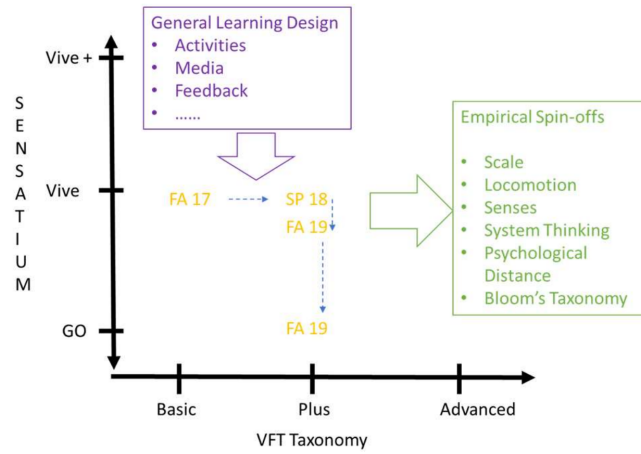 General Learning Design
• Activities
• Media
• Feedback
• ......
Vive +
SENSATIUM
Vive
GO
FA 17
SP 18
FA 19
FA 19
Empirical Spin-offs
• Scale
• Locomotion
• Senses
• System Thinking
• Psychological
Distance
• Bloom's Taxonomy
Basic
Plus
Advanced
VFT Taxonomy